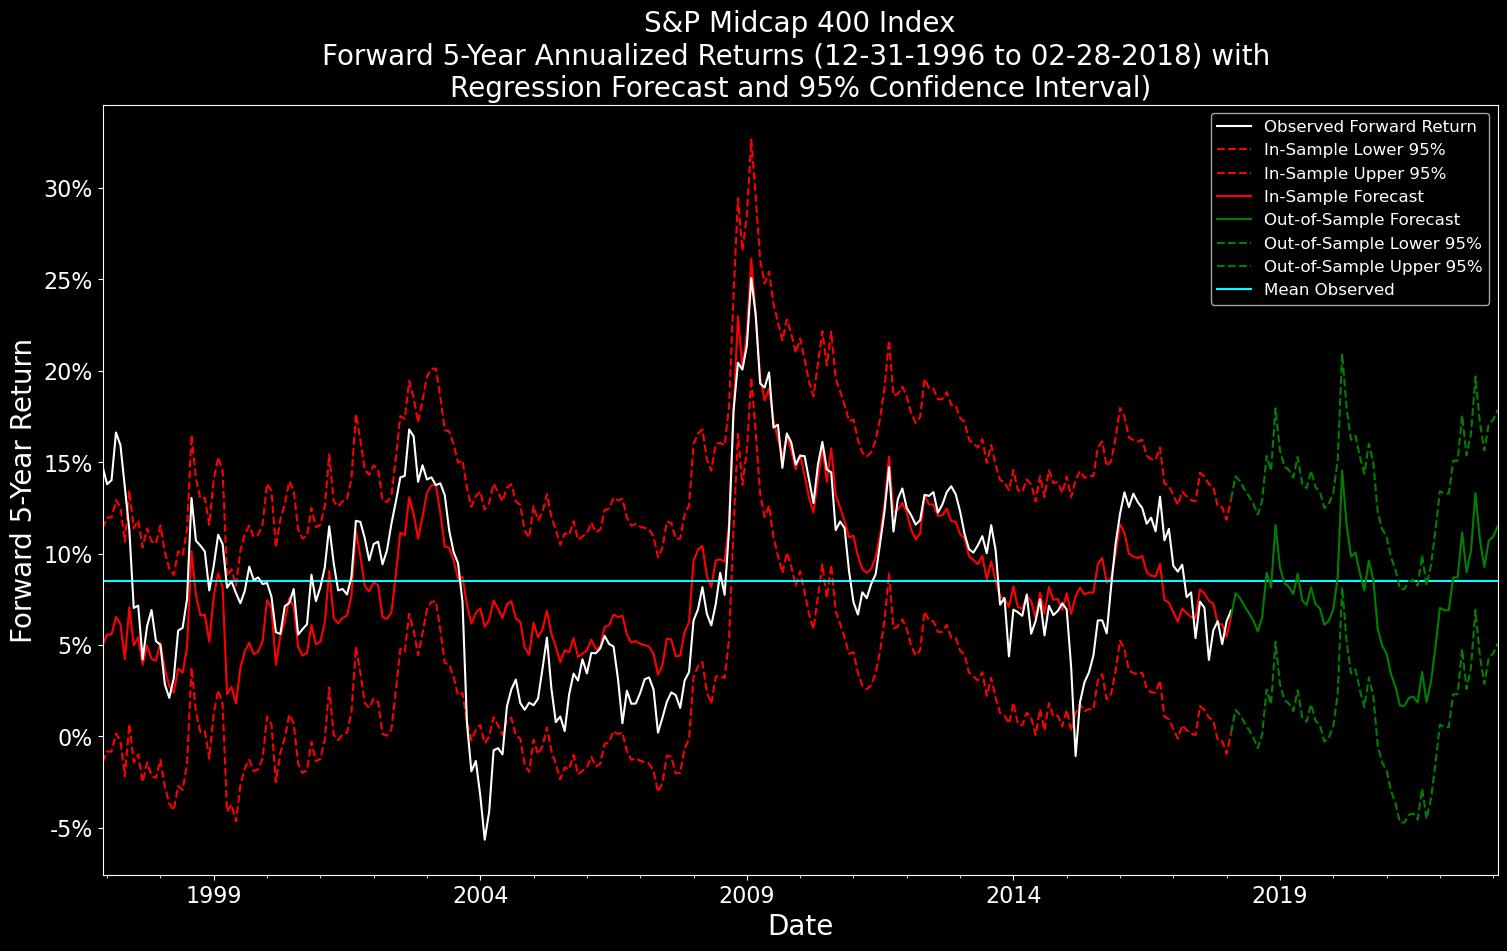 S&P Midcap 400 Index
Forward 5-Year Annualized Returns (12-31-1996 to 02-28-2018) with
Regression Forecast and 95% Confidence Interval)
Observed Forward Return
In-Sample Lower 95%
In-Sample Upper 95%
In-Sample Forecast
Out-of-Sample Forecast
Out-of-Sample Lower 95%
Out-of-Sample Upper 95%
Mean Observed
Forward 5-Year Return
30%
25%
20%
15%
10%
5%
0%
-5%
1999
2004
2009
2014
2019
Date